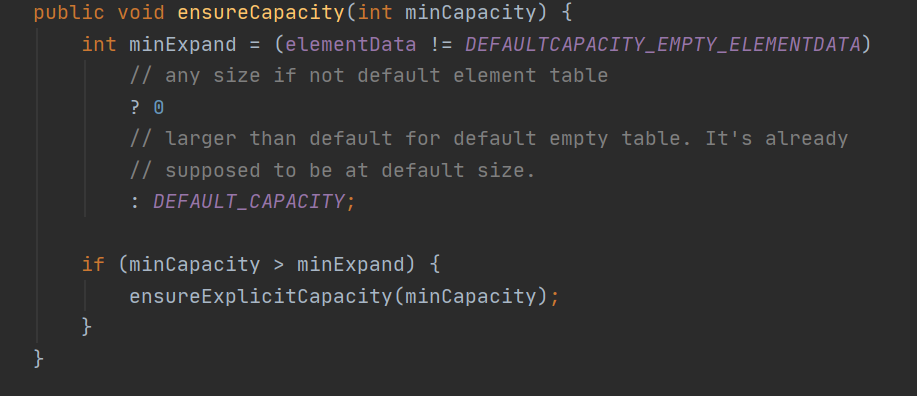 public void ensureCapacity(int minCapacity) {
int minExpand = (elementData != DEFAULTCAPACITY_EMPTY_ELEMENTDATA)
// any size if not default element table
? 0
// larger than default for default empty table. It's already
// supposed to be at default size.
: DEFAULT_CAPACITY;
if (minCapacity > minExpand) {
ensureExplicitCapacity(minCapacity);
}
}